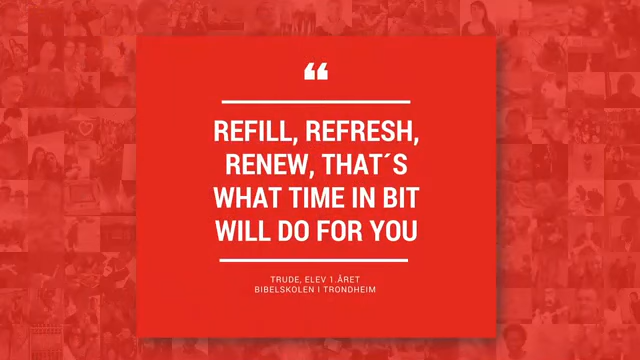 ❝
REFILL, REFRESH,
RENEW, THAT´S
WHAT TIME IN BIT
WILL DO FOR YOU
TRUDE, ELEV 1.ÅRET
BIBELSKOLEN I TRONDHEIM